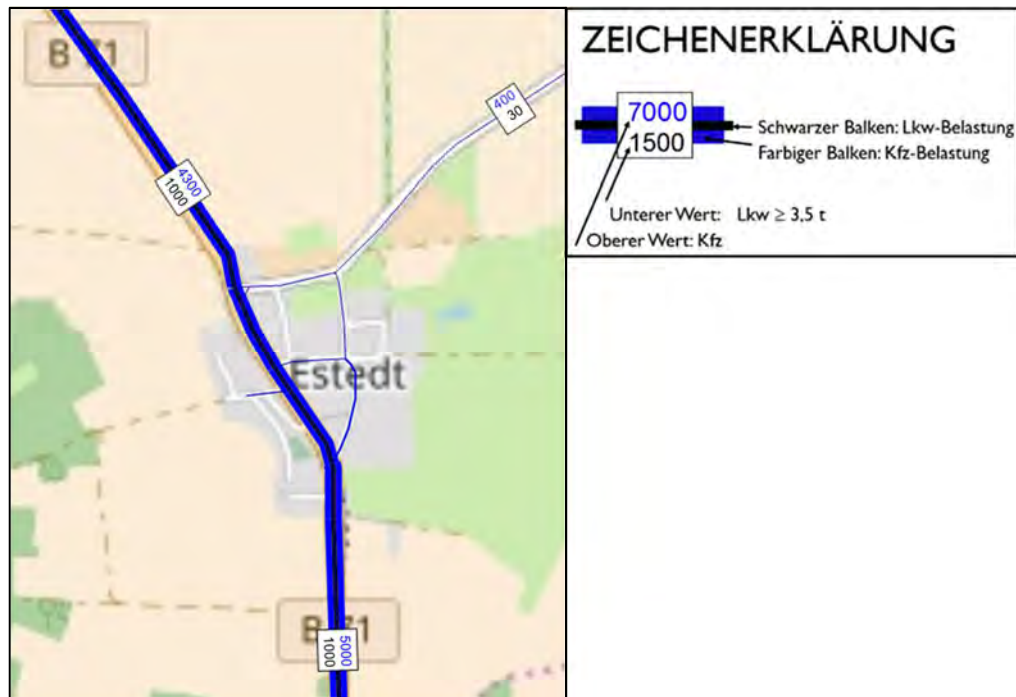 B 71
400
30
4300
1000
Estedt
B 71
5000
1000
ZEICHENERKLÄRUNG
7000
1500
Schwarzer Balken: Lkw-Belastung
Farbiger Balken: Kfz-Belastung
Unterer Wert: Lkw ≥ 3,5 t
Oberer Wert: Kfz